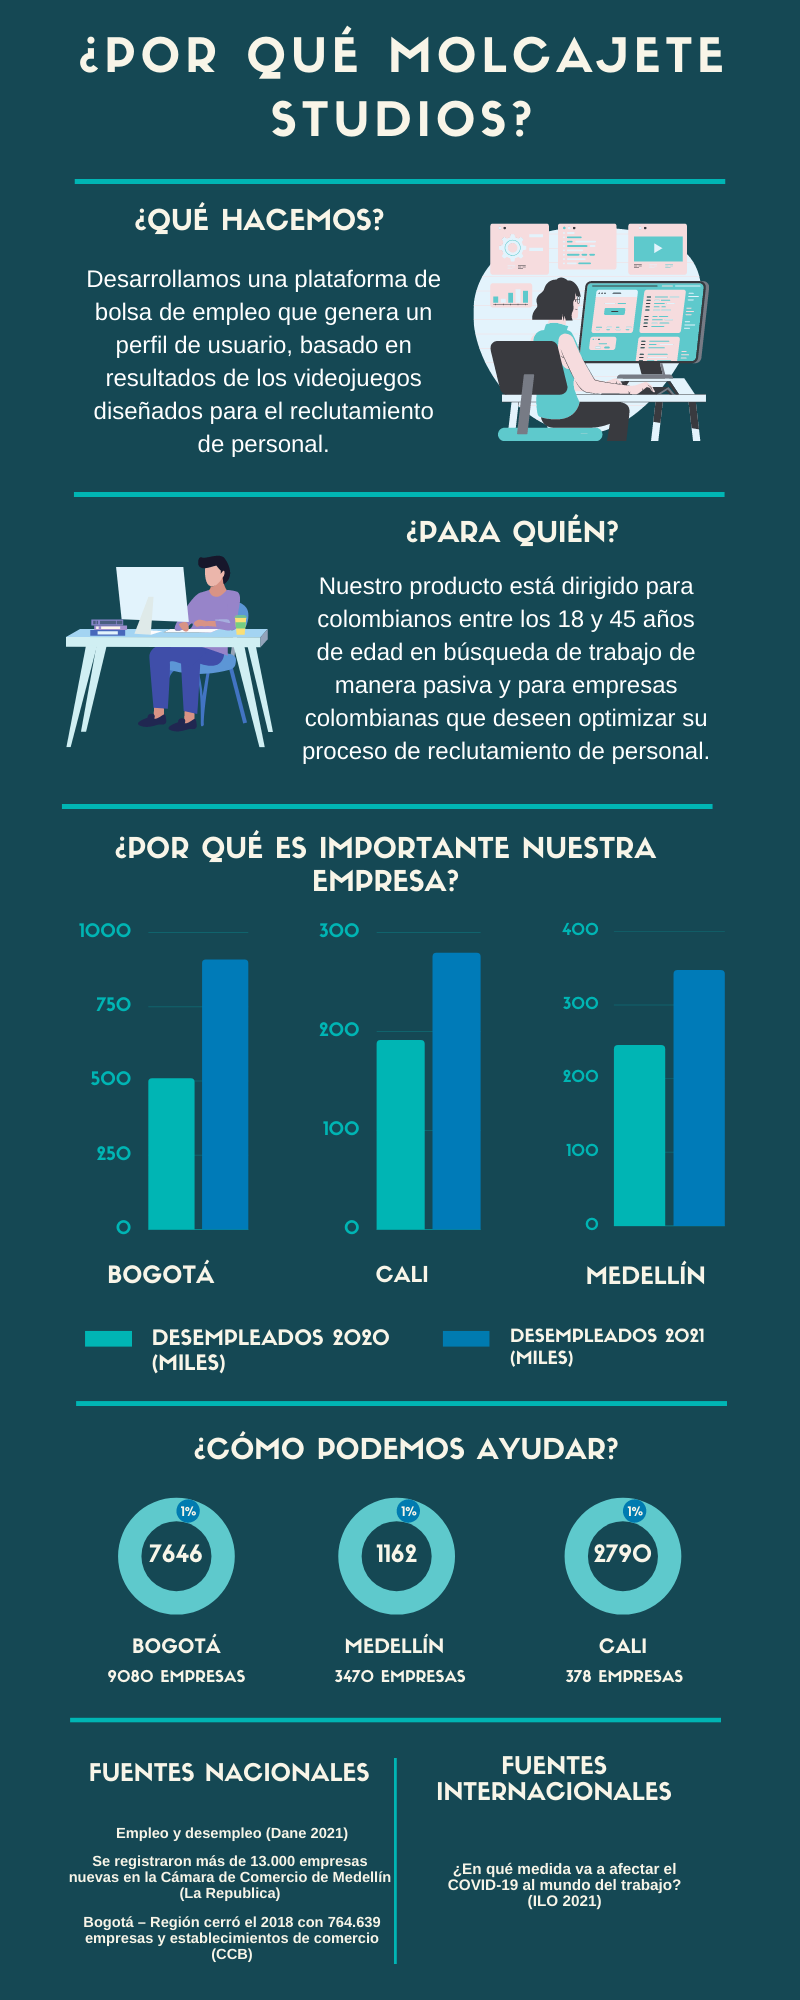 ¿POR QUÉ MOLCAJETE
STUDIOS?
¿QUÉ HACEMOS?
Desarrollamos una plataforma de
bolsa de empleo que genera un
perfil de usuario, basado en
resultados de los videojuegos
diseñados para el reclutamiento
de personal.
¿PARA QUIÉN?
Nuestro producto está dirigido para
colombianos entre los 18 y 45 años
de edad en búsqueda de trabajo de
manera pasiva y para empresas
colombianas que deseen optimizar su
proceso de reclutamiento de personal.
¿POR QUÉ ES IMPORTANTE NUESTRA
EMPRESA?
1000
750
500
250
0
BOGOTÁ
300
200
100
0
CALI
400
300
200
100
0
MEDELLÍN
DESEMPLEADOS 2020
(MILES)
DESEMPLEADOS 2021
(MILES)
¿CÓMO PODEMOS AYUDAR?
1%
7646
BOGOTÁ
9080 EMPRESAS
1%
1162
MEDELLÍN
3470 EMPRESAS
1%
2790
CALI
378 EMPRESAS
FUENTES NACIONALES
Empleo y desempleo (Dane 2021)
Se registraron más de 13.000 empresas
nuevas en la Cámara de Comercio de Medellín
(La Republica)
Bogotá – Región cerró el 2018 con 764.639
empresas y establecimientos de comercio
(CCB)
FUENTES
INTERNACIONALES
¿En qué medida va a afectar el
COVID-19 al mundo del trabajo?
(ILO 2021)